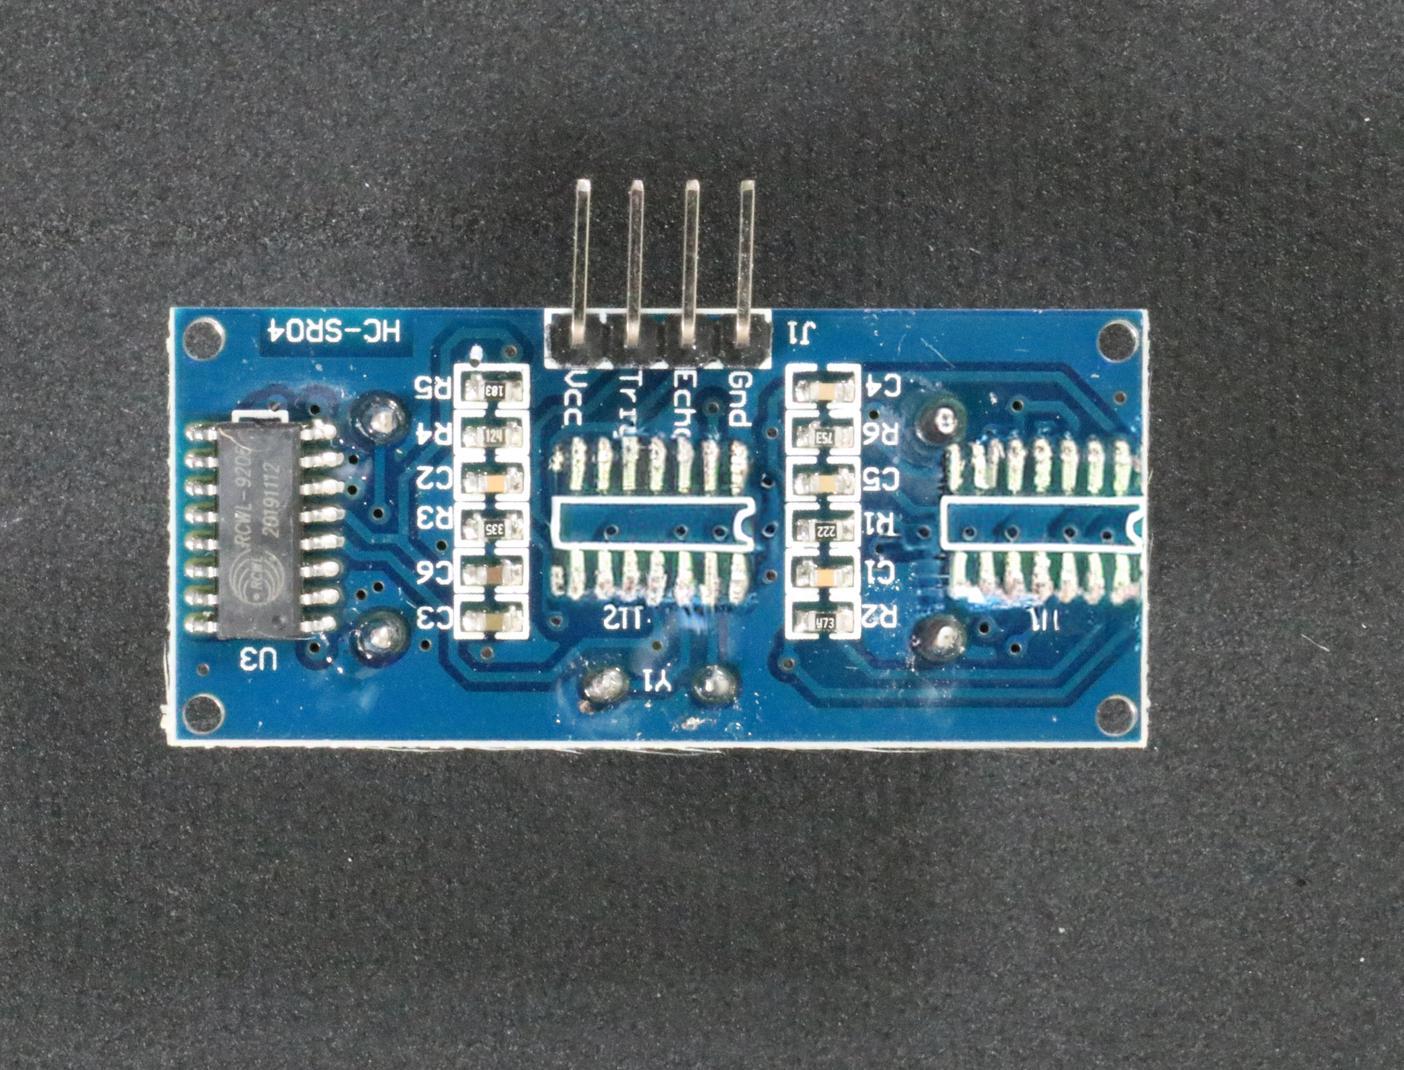 HC-SR04
J1
Vcc
Trig
Echo
Gnd
R5
103
R4
124
C2
R3
335
C6
C3
C4
R6
753
C5
R1
222
C1
R2
473
RCWL-9206
20191112
RCWL
U3
U2
U1
Y1